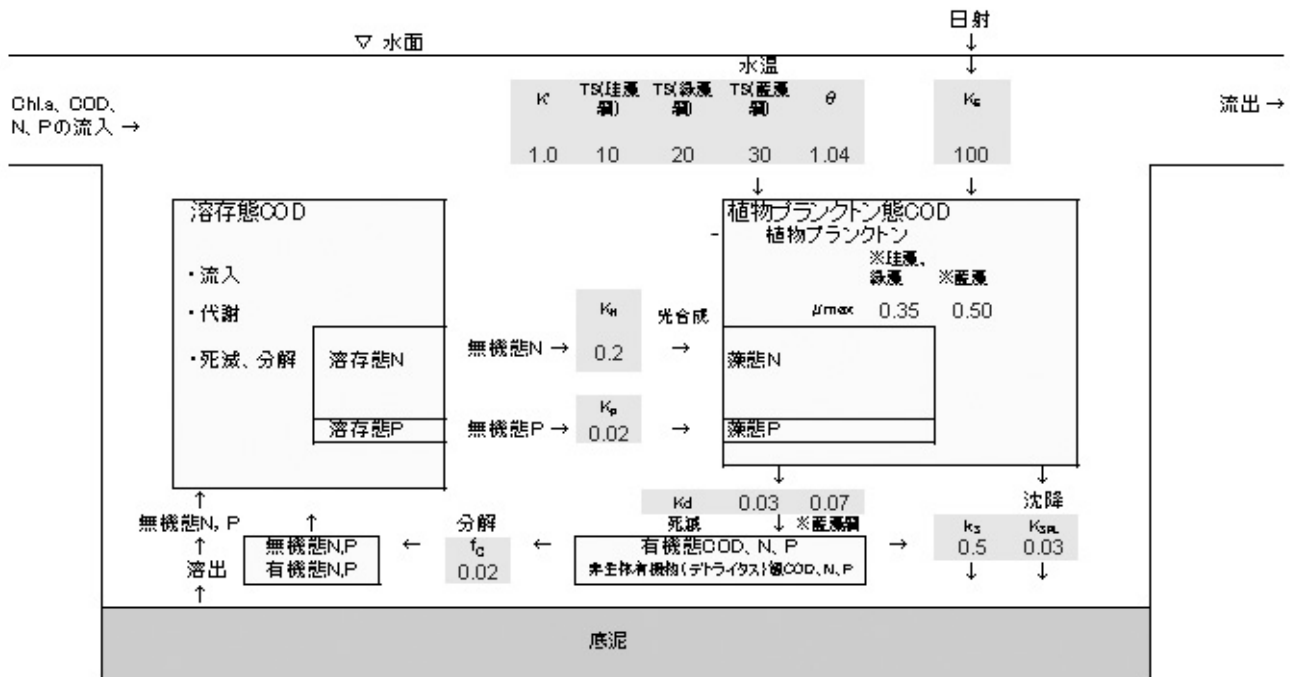 日射
↓
▽ 水面
水温
↓
Chl.a、COD、
N、Pの流入 →
K' TS(珪藻綱) TS(緑藻綱) TS(藍藻綱) θ
1.0 10 20 30 1.04
K_E
100
流出 →
↓ ↓
溶存態COD
・流入
・代謝
・死滅、分解
溶存態N
溶存態P
無機態N →
K_N
0.2
光合成
→
無機態P →
K_P
0.02
→
植物プランクトン態COD
- 植物プランクトン
※珪藻、緑藻 ※藍藻
μmax 0.35 0.50
藻態N
藻態P
↓ ↓
Kd 0.03 0.07
死滅 ↓ ※藍藻綱
沈降
↑
無機態N, P
↑
溶出
↑
↑
無機態N,P
有機態N,P
←
分解
f_C
0.02
←
有機態COD、N、P
非生体有機物(デトライタス)態COD、N、P
→
k_S K_SPL
0.5 0.03
↓ ↓
底泥